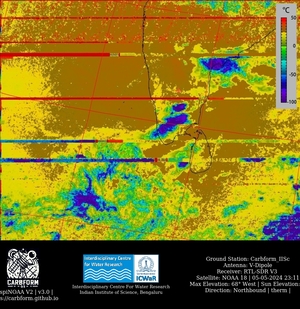 °C
50
0
-50
-100
CARBFORM
spiNOAA V2 | v3.0 |
s://carbform.github.io
Interdisciplinary Centre
for Water Research
ICWaR
Interdisciplinary Centre For Water Research
Indian Institute of Science, Bengaluru
Ground Station: Carbform_IISc
Antenna: V-Dipole
Receiver: RTL-SDR V3
Satellite: NOAA 18 | 05-05-2024 23:11
Max Elevation: 68° West | Sun Elevation:
Direction: Northbound | therm |